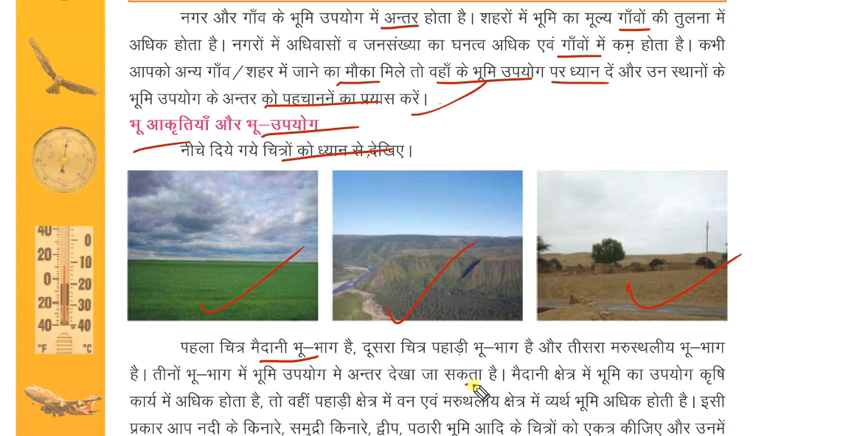 नगर और गाँव के भूमि उपयोग में अन्तर होता है। शहरों में भूमि का मूल्य गाँवों की तुलना में
अधिक होता है। नगरों में अधिवासों व जनसंख्या का घनत्व अधिक एवं गाँवों में कम होता है। कभी
आपको अन्य गाँव/शहर में जाने का मौका मिले तो वहाँ के भूमि उपयोग पर ध्यान दें और उन स्थानों के
भूमि उपयोग के अन्तर को पहचाननें का प्रयास करें।
भू आकृतियाँ और भू–उपयोग
नीचे दिये गये चित्रों को ध्यान से देखिए।
पहला चित्र मैदानी भू–भाग है, दूसरा चित्र पहाड़ी भू–भाग है और तीसरा मरुस्थलीय भू–भाग
है। तीनों भू–भाग में भूमि उपयोग मे अन्तर देखा जा सकता है। मैदानी क्षेत्र में भूमि का उपयोग कृषि
कार्य में अधिक होता है, तो वहीं पहाड़ी क्षेत्र में वन एवं मरुस्थलीय क्षेत्र में व्यर्थ भूमि अधिक होती है। इसी
प्रकार आप नदी के किनारे, समुद्री किनारे, द्वीप, पठारी भूमि आदि के चित्रों को एकत्र कीजिए और उनमें
40 0
20 0
0 10
20 20
20 30
40 40
°F °C